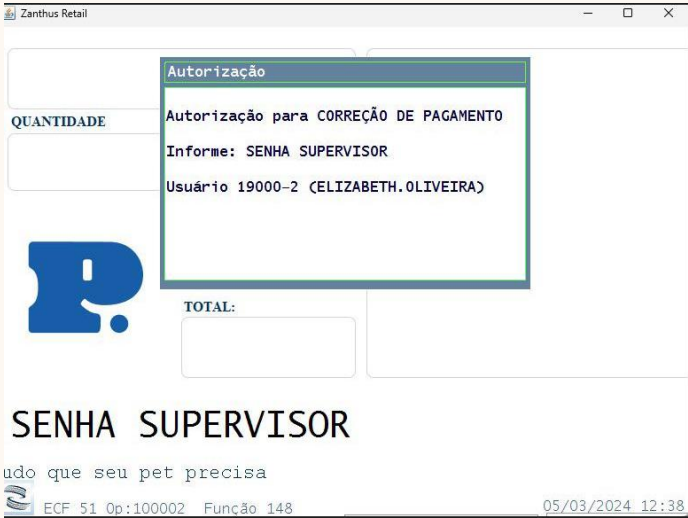 Zanthus Retail
Autorização
Autorização para CORREÇÃO DE PAGAMENTO
Informe: SENHA SUPERVISOR
Usuário 19000-2 (ELIZABETH.OLIVEIRA)
QUANTIDADE
P.
TOTAL:
SENHA SUPERVISOR
udo que seu pet precisa
ECF 51 Op:100002 Função 148
05/03/2024 12:38